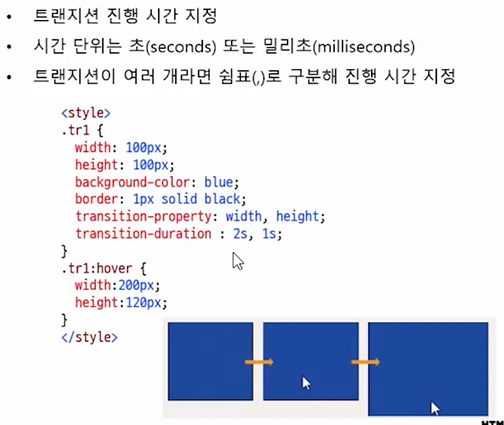 • 트랜지션 진행 시간 지정
• 시간 단위는 초(seconds) 또는 밀리초(milliseconds)
• 트랜지션이 여러 개라면 쉼표(,)로 구분해 진행 시간 지정
<style>
.tr1 {
  width: 100px;
  height: 100px;
  background-color: blue;
  border: 1px solid black;
  transition-property: width, height;
  transition-duration : 2s, 1s;
}
.tr1:hover {
  width:200px;
  height:120px;
}
</style>